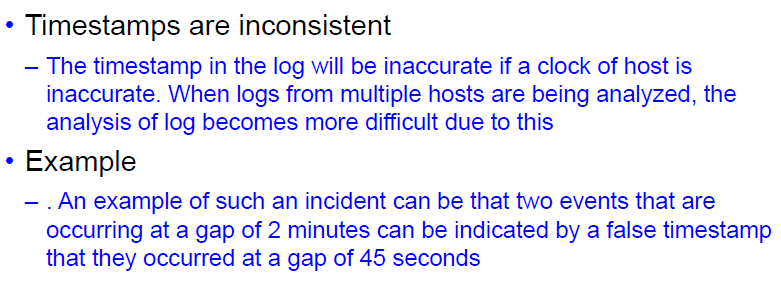 • Timestamps are inconsistent
– The timestamp in the log will be inaccurate if a clock of host is
inaccurate. When logs from multiple hosts are being analyzed, the
analysis of log becomes more difficult due to this
• Example
– . An example of such an incident can be that two events that are
occurring at a gap of 2 minutes can be indicated by a false timestamp
that they occurred at a gap of 45 seconds